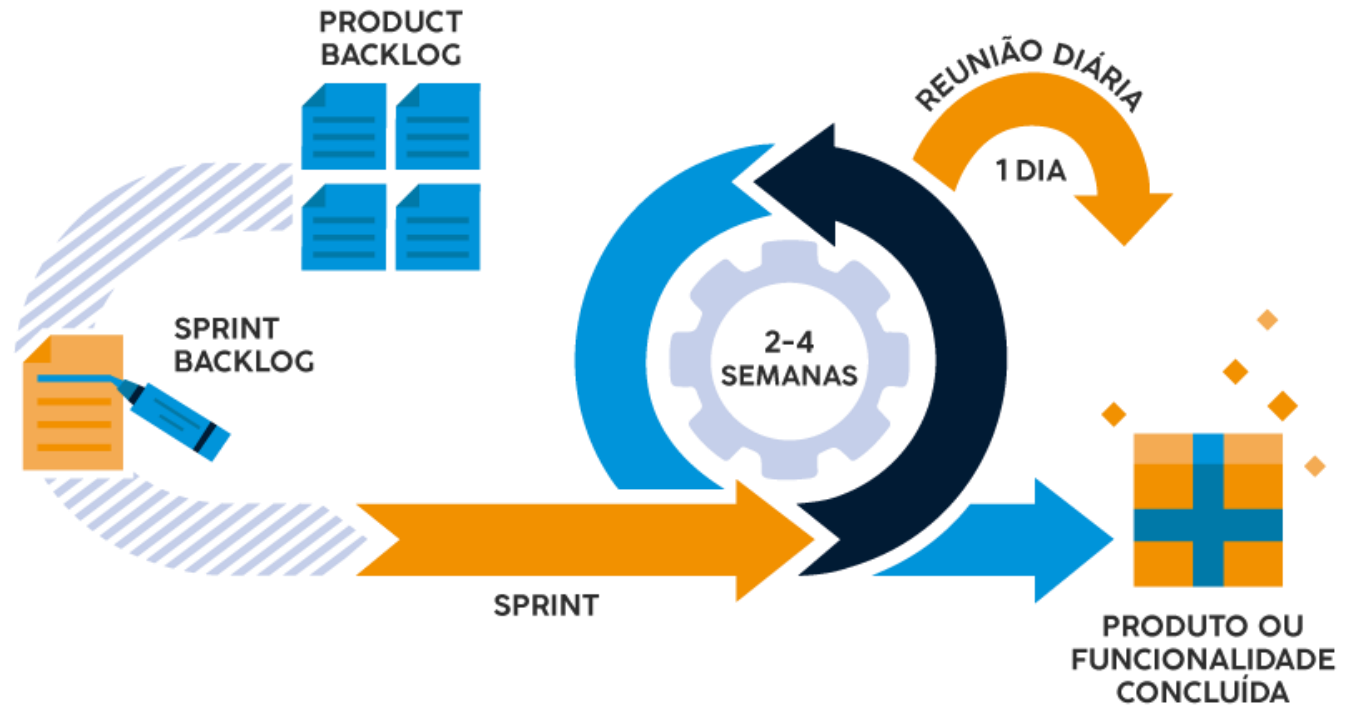 PRODUCT
BACKLOG
REUNIÃO DIÁRIA
1 DIA
SPRINT
BACKLOG
2-4
SEMANAS
SPRINT
PRODUTO OU
FUNCIONALIDADE
CONCLUÍDA